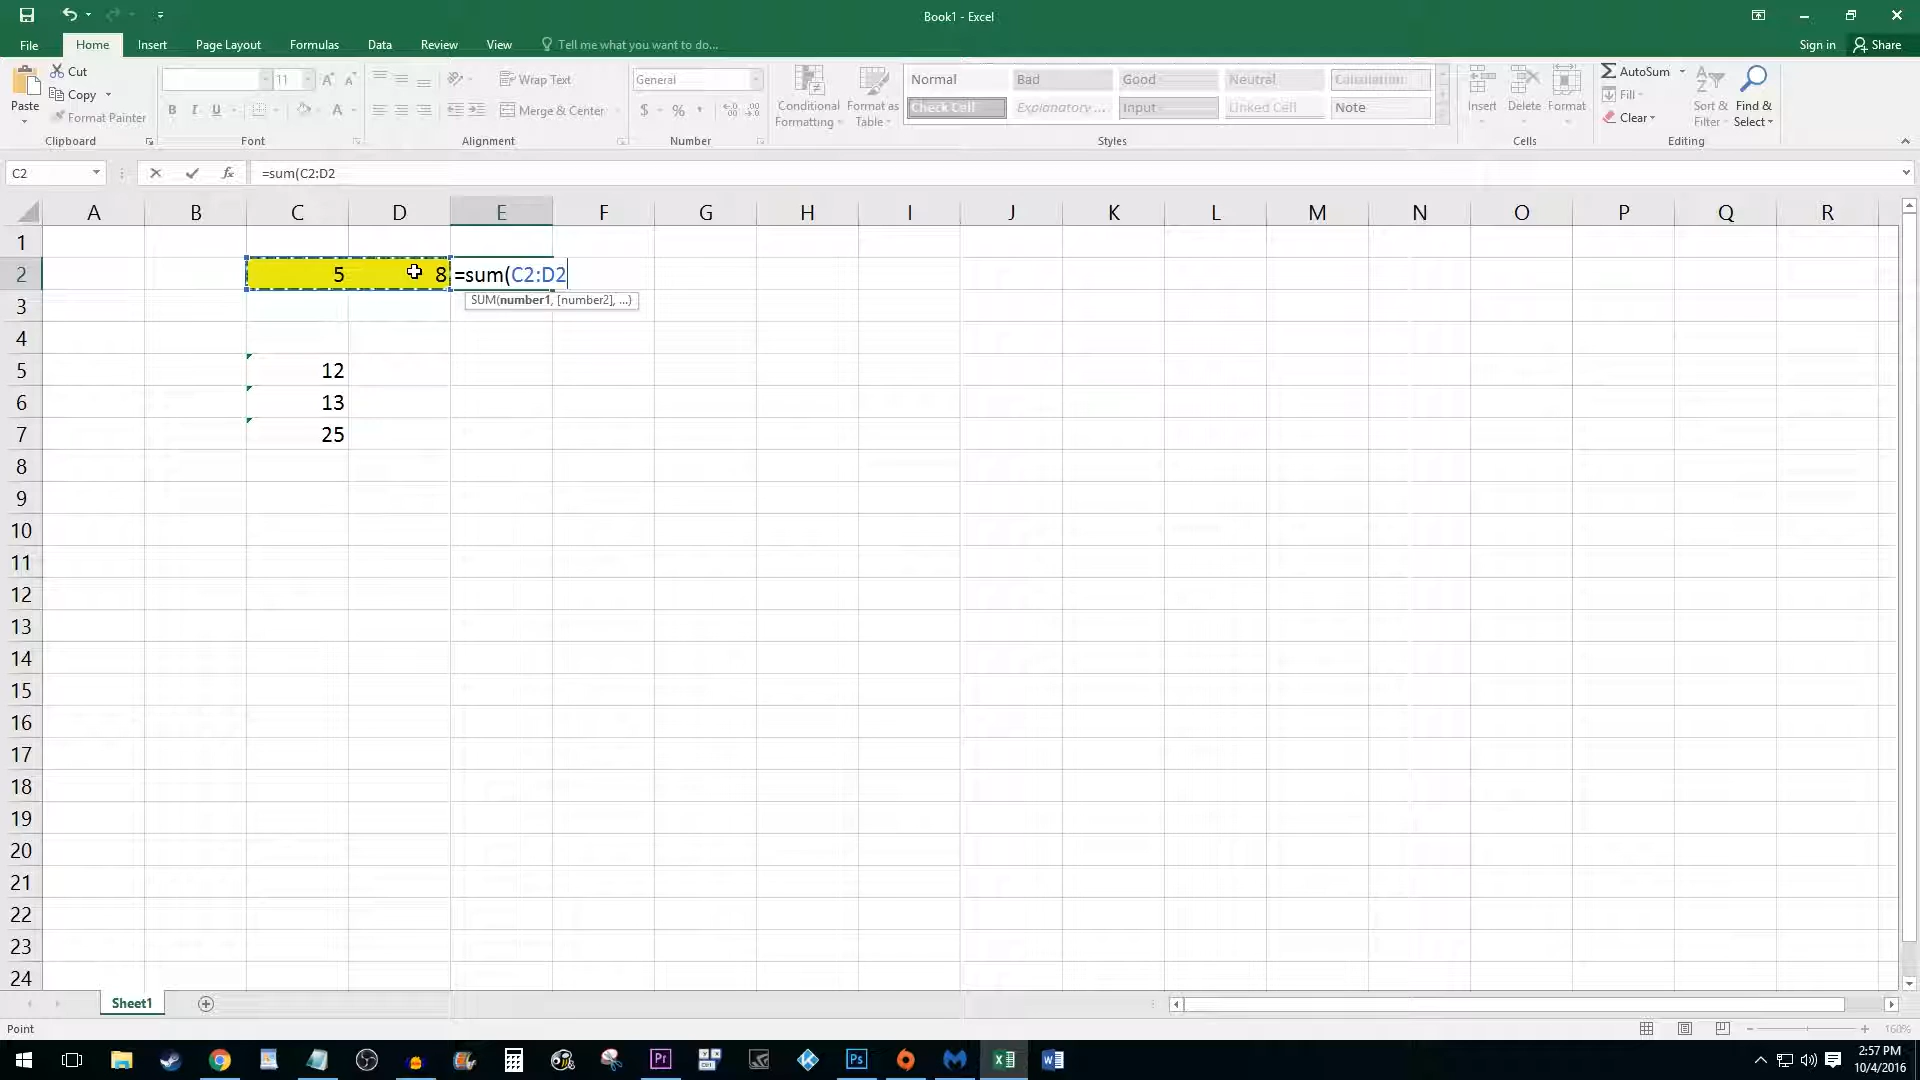 Book1 - Excel
File Home Insert Page Layout Formulas Data Review View Tell me what you want to do... Sign in Share
Paste
Cut
Copy
Format Painter
Clipboard
11
B I U
A
Font
Wrap Text
Merge & Center
Alignment
General
$ %
Number
Conditional Formatting
Format as Table
Normal Bad Good Neutral Calculation
Check Cell Explanatory ... Input Linked Cell Note
Styles
Insert Delete Format
Cells
AutoSum
Fill
Clear
Sort & Filter
Find & Select
Editing
C2 fx =sum(C2:D2
A B C D E F G H I J K L M N O P Q R
1
2 5 8 =sum(C2:D2
SUM(number1, [number2], ...)
3
4
5 12
6 13
7 25
8
9
10
11
12
13
14
15
16
17
18
19
20
21
22
23
24
Sheet1
Point 160%
Pr Ps
2:57 PM
10/4/2016